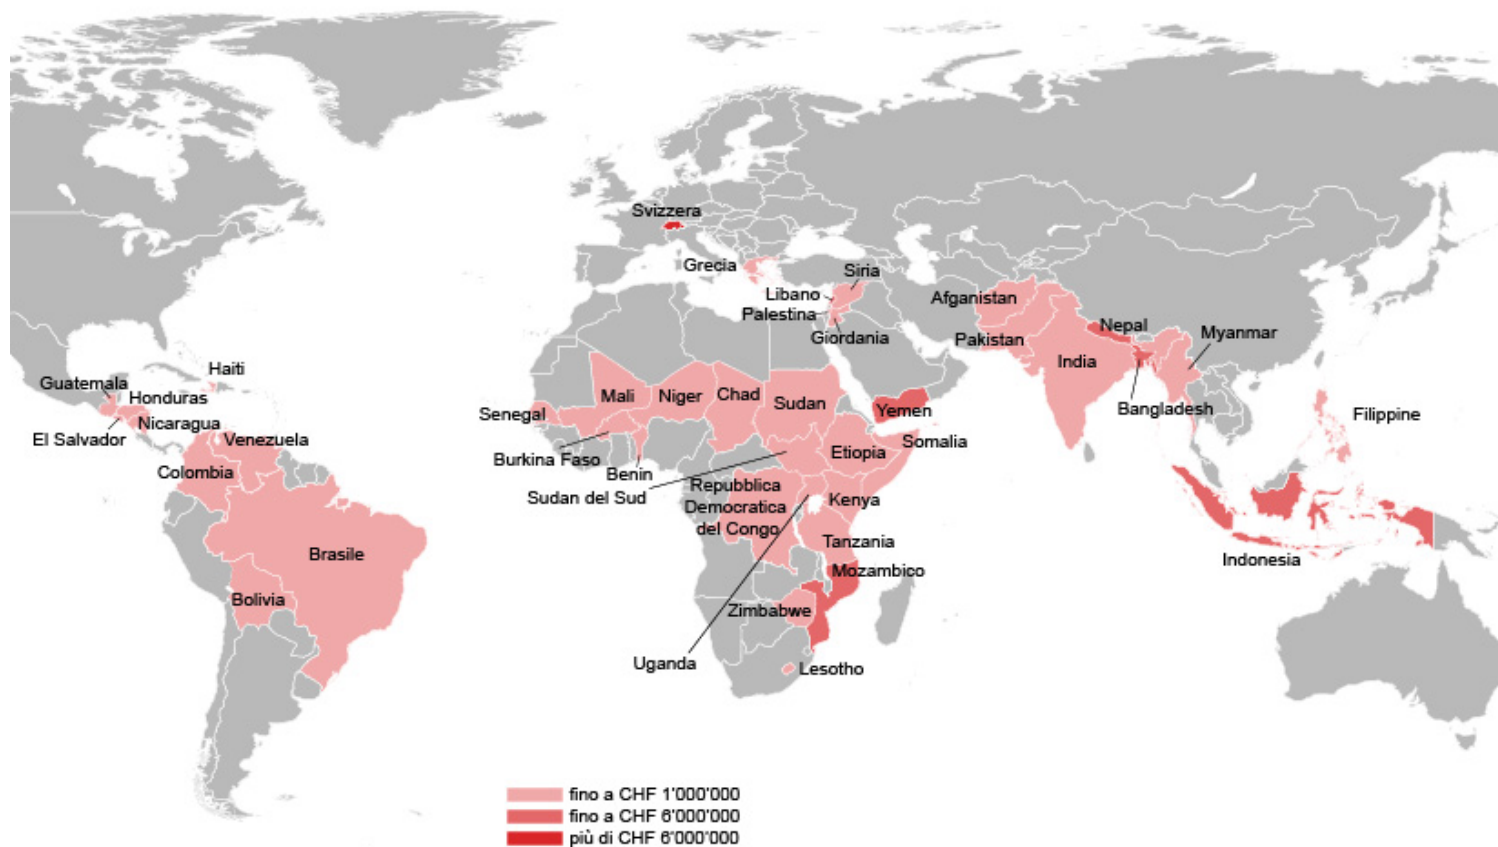 Svizzera
Grecia
Siria
Libano
Palestina
Giordania
Afganistan
Pakistan
Nepal
India
Myanmar
Bangladesh
Filippine
Indonesia
Haiti
Guatemala
Honduras
Nicaragua
El Salvador
Venezuela
Colombia
Brasile
Bolivia
Senegal
Mali
Niger
Chad
Sudan
Yemen
Somalia
Etiopia
Burkina Faso
Benin
Sudan del Sud
Repubblica
Democratica
del Congo
Kenya
Tanzania
Mozambico
Zimbabwe
Uganda
Lesotho
fino a CHF 1'000'000
fino a CHF 6'000'000
più di CHF 6'000'000